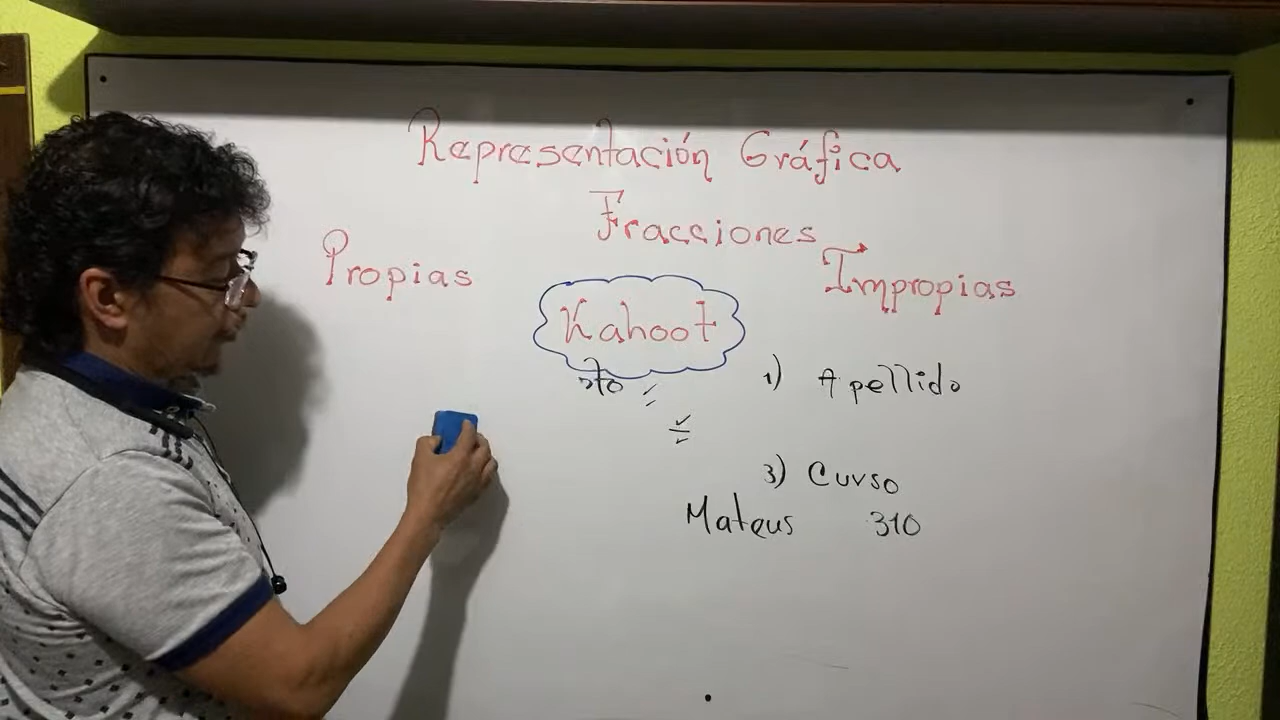 Representación Gráfica
Fracciones
Propias
Impropias
Kahoot
1) Apellido
3) Curso
Mateus 310